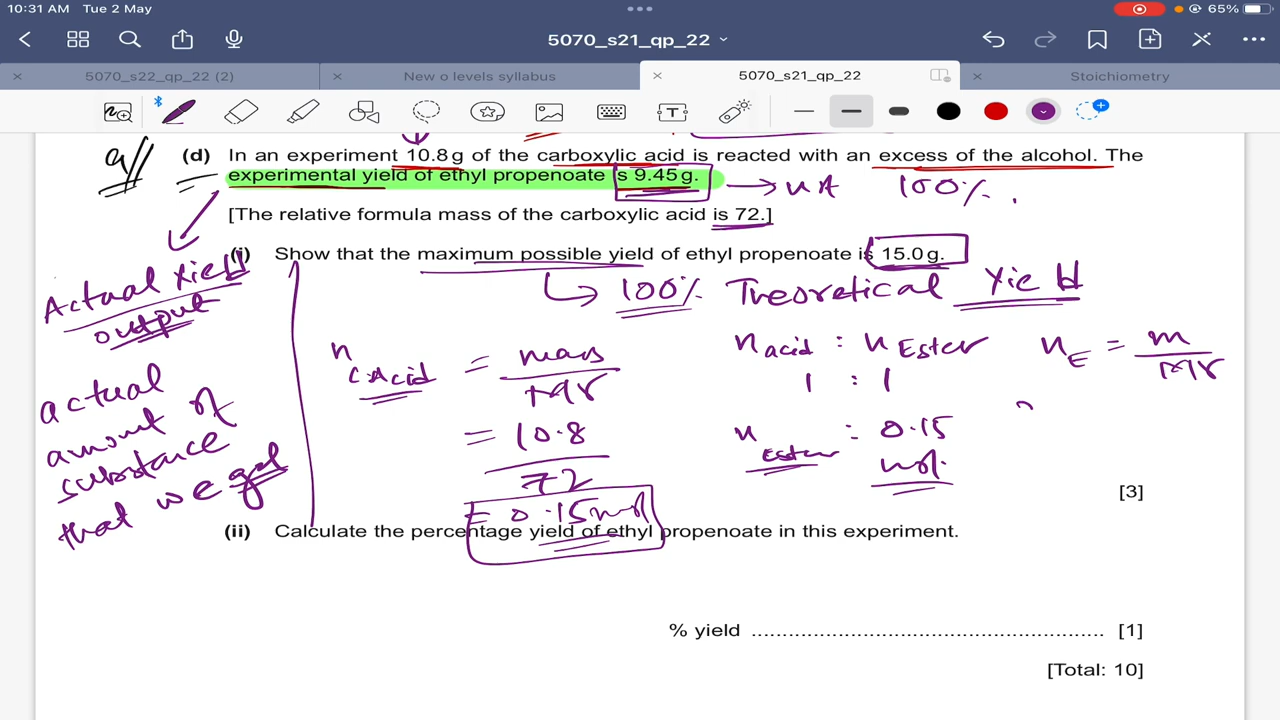 10:31 AM Tue 2 May
65%
5070_s21_qp_22
5070_s22_qp_22 (2)
New o levels syllabus
5070_s21_qp_22
Stoichiometry
(d) In an experiment 10.8 g of the carboxylic acid is reacted with an excess of the alcohol. The
experimental yield of ethyl propenoate is 9.45 g.
100%
[The relative formula mass of the carboxylic acid is 72.]
(i) Show that the maximum possible yield of ethyl propenoate is 15.0 g.
100% Theoretical Yield
Actual Yield
output
actual
amount of
substance
that we get
n C.Acid = mass / Mr
= 10.8 / 72
= 0.15 mol
n acid : n Ester
1 : 1
n Ester : 0.15
mol.
n E = m / Mr
[3]
(ii) Calculate the percentage yield of ethyl propenoate in this experiment.
% yield ........................................................ [1]
[Total: 10]